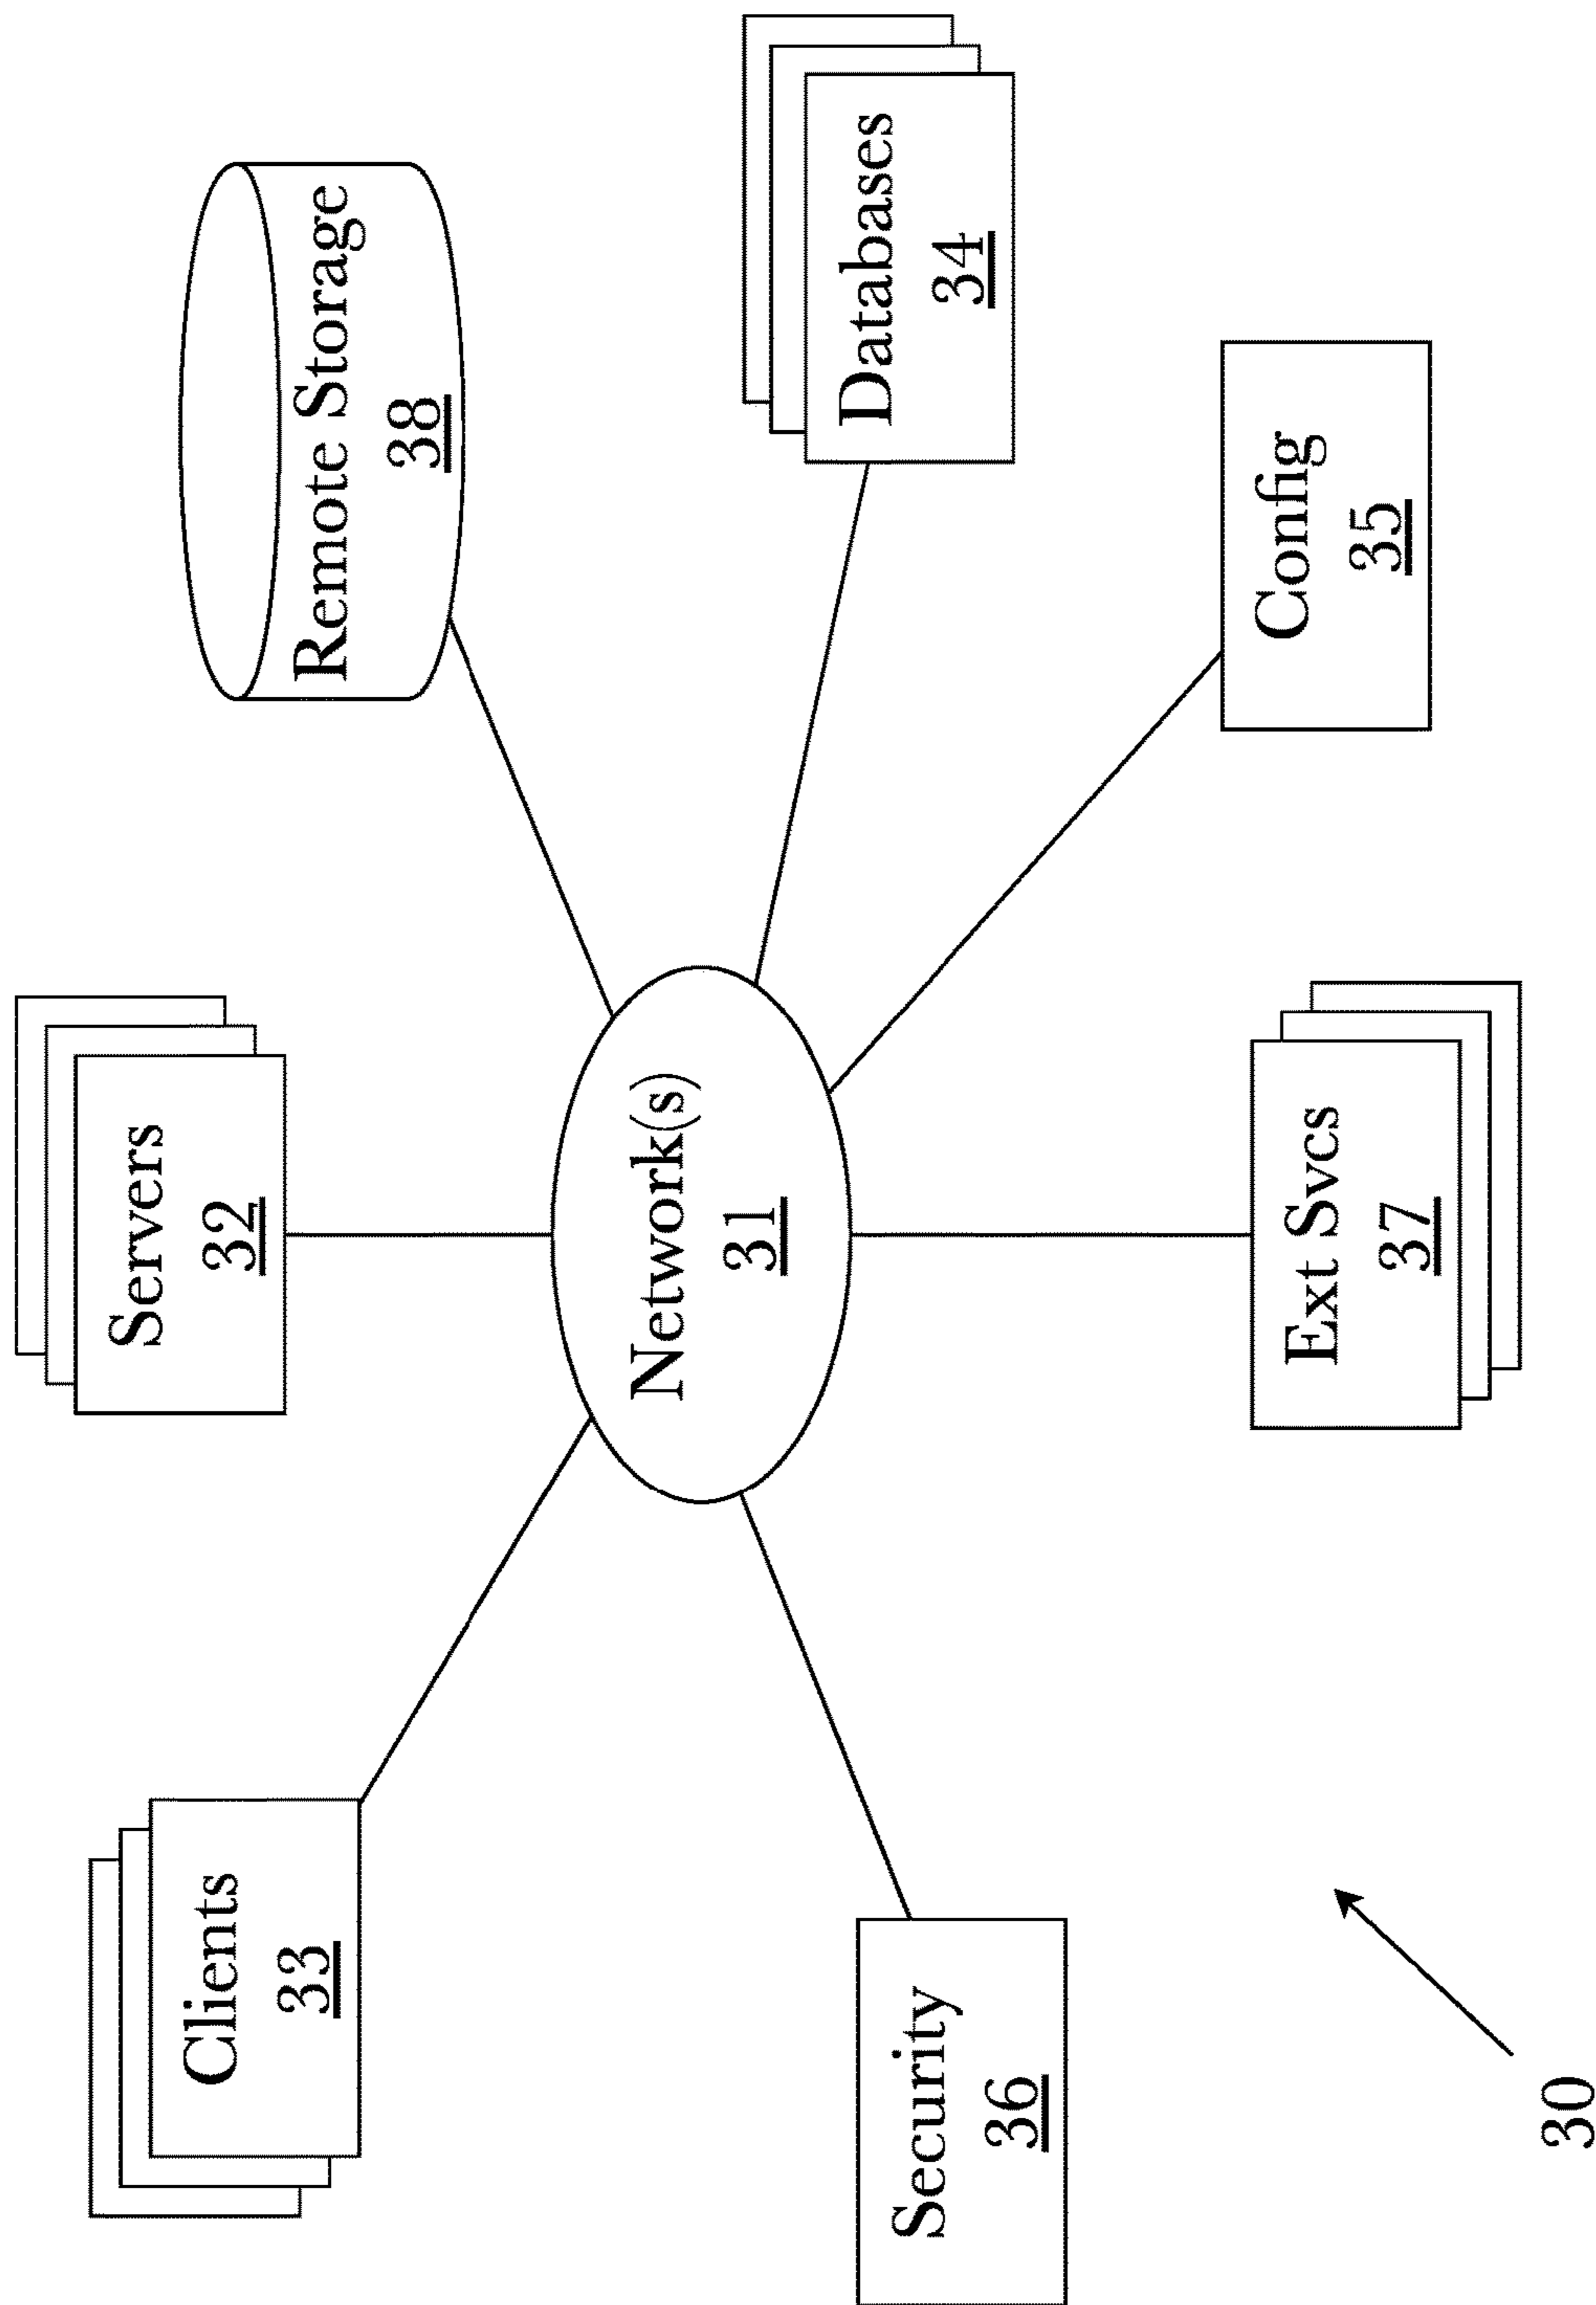 Clients
33
Servers
32
Remote Storage
38
Network(s)
31
Databases
34
Security
36
Ext Svcs
37
Config
35
30